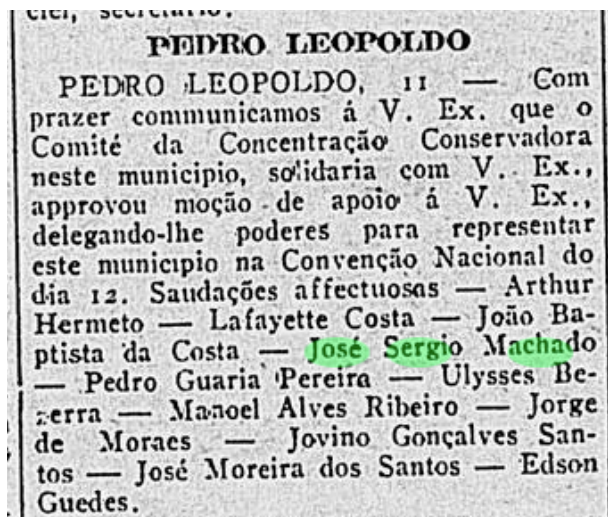 ciel, secretario.
PEDRO LEOPOLDO
PEDRO LEOPOLDO, 11 — Com
prazer communicamos á V. Ex. que o
Comité da Concentração Conservadora
neste municipio, solidaria com V. Ex.,
approvou moção de apoio á V. Ex.,
delegando-lhe poderes para representar
este municipio na Convenção Nacional do
dia 12. Saudações affectuosas — Arthur
Hermeto — Lafayette Costa — João Ba-
ptista da Costa — José Sergio Machado
— Pedro Guaria Pereira — Ulysses Be-
zerra — Manoel Alves Ribeiro — Jorge
de Moraes — Jovino Gonçalves San-
tos — José Moreira dos Santos — Edson
Guedes.